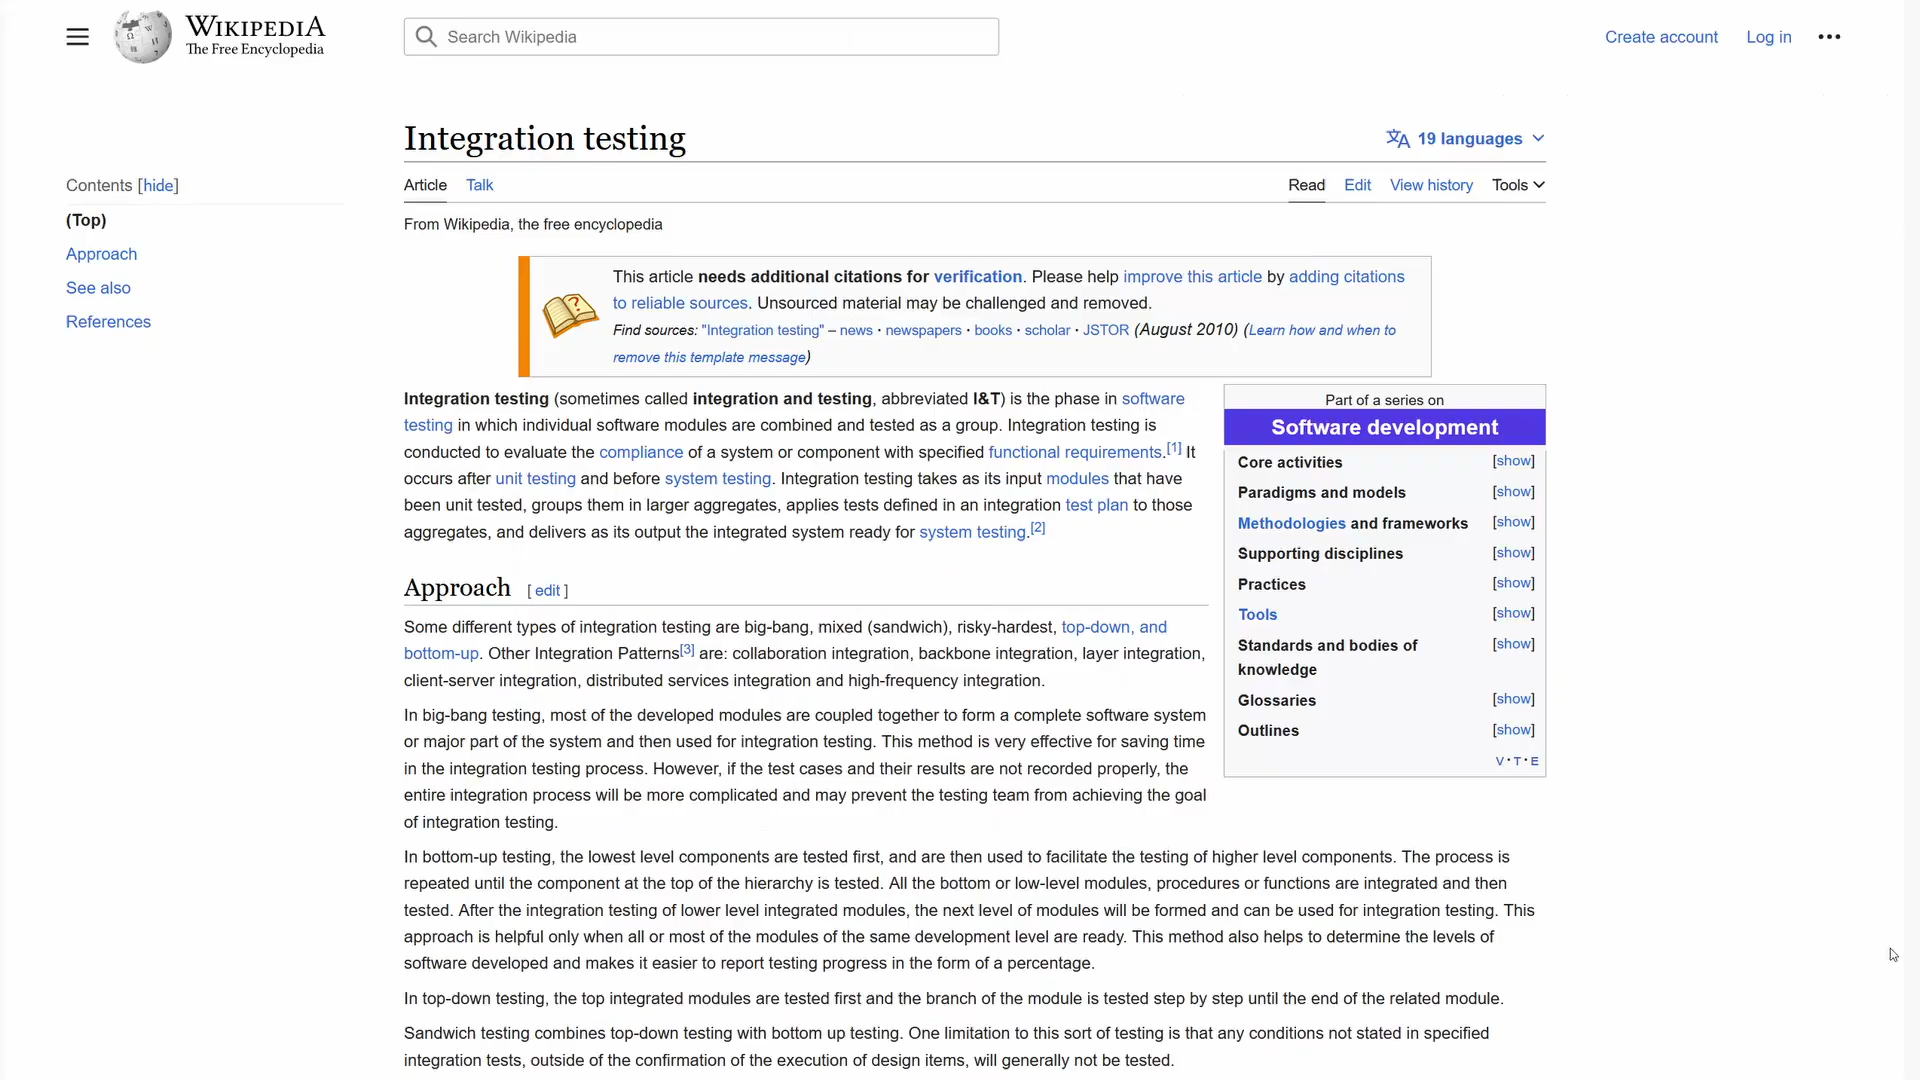 WIKIPEDIA
The Free Encyclopedia
Search Wikipedia
Create account
Log in
Integration testing
19 languages
Contents [hide]
(Top)
Approach
See also
References
Article
Talk
Read
Edit
View history
Tools
From Wikipedia, the free encyclopedia
This article needs additional citations for verification. Please help improve this article by adding citations
to reliable sources. Unsourced material may be challenged and removed.
Find sources: "Integration testing" – news · newspapers · books · scholar · JSTOR (August 2010) (Learn how and when to
remove this template message)
Integration testing (sometimes called integration and testing, abbreviated I&T) is the phase in software
testing in which individual software modules are combined and tested as a group. Integration testing is
conducted to evaluate the compliance of a system or component with specified functional requirements.[1] It
occurs after unit testing and before system testing. Integration testing takes as its input modules that have
been unit tested, groups them in larger aggregates, applies tests defined in an integration test plan to those
aggregates, and delivers as its output the integrated system ready for system testing.[2]
Part of a series on
Software development
Core activities [show]
Paradigms and models [show]
Methodologies and frameworks [show]
Supporting disciplines [show]
Practices [show]
Tools [show]
Standards and bodies of [show]
knowledge
Glossaries [show]
Outlines [show]
V · T · E
Approach [ edit ]
Some different types of integration testing are big-bang, mixed (sandwich), risky-hardest, top-down, and
bottom-up. Other Integration Patterns[3] are: collaboration integration, backbone integration, layer integration,
client-server integration, distributed services integration and high-frequency integration.
In big-bang testing, most of the developed modules are coupled together to form a complete software system
or major part of the system and then used for integration testing. This method is very effective for saving time
in the integration testing process. However, if the test cases and their results are not recorded properly, the
entire integration process will be more complicated and may prevent the testing team from achieving the goal
of integration testing.
In bottom-up testing, the lowest level components are tested first, and are then used to facilitate the testing of higher level components. The process is
repeated until the component at the top of the hierarchy is tested. All the bottom or low-level modules, procedures or functions are integrated and then
tested. After the integration testing of lower level integrated modules, the next level of modules will be formed and can be used for integration testing. This
approach is helpful only when all or most of the modules of the same development level are ready. This method also helps to determine the levels of
software developed and makes it easier to report testing progress in the form of a percentage.
In top-down testing, the top integrated modules are tested first and the branch of the module is tested step by step until the end of the related module.
Sandwich testing combines top-down testing with bottom up testing. One limitation to this sort of testing is that any conditions not stated in specified
integration tests, outside of the confirmation of the execution of design items, will generally not be tested.